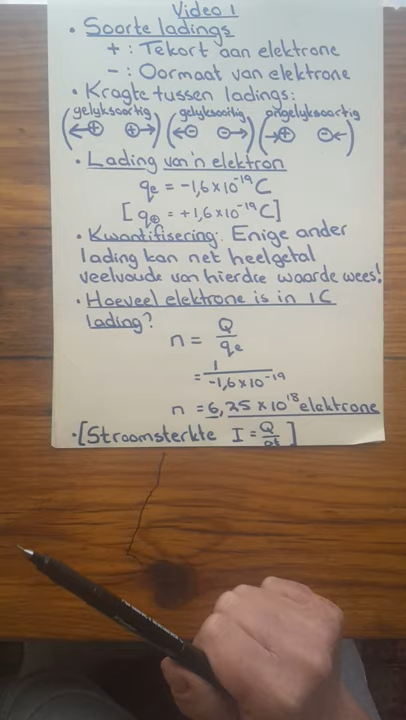 Video 1
• Soorte ladings
+ : Tekort aan elektrone
- : Oormaat van elektrone
• Kragte tussen ladings:
gelyksoortig gelyksoortig ongelyksoortig
(←⊕ ⊕→) (←⊖ ⊖→) (→⊕ ⊖←)
• Lading van 'n elektron
qe = -1,6 × 10⁻¹⁹ C
[q⊕ = +1,6 × 10⁻¹⁹ C]
• Kwantifisering: Enige ander
lading kan net heelgetal
veelvoude van hierdie waarde wees!
• Hoeveel elektrone is in 1C
lading?
n = Q/qe
= 1/-1,6 × 10⁻¹⁹
n = 6,25 × 10¹⁸ elektrone
• [Stroomsterkte I = Q/Δt]